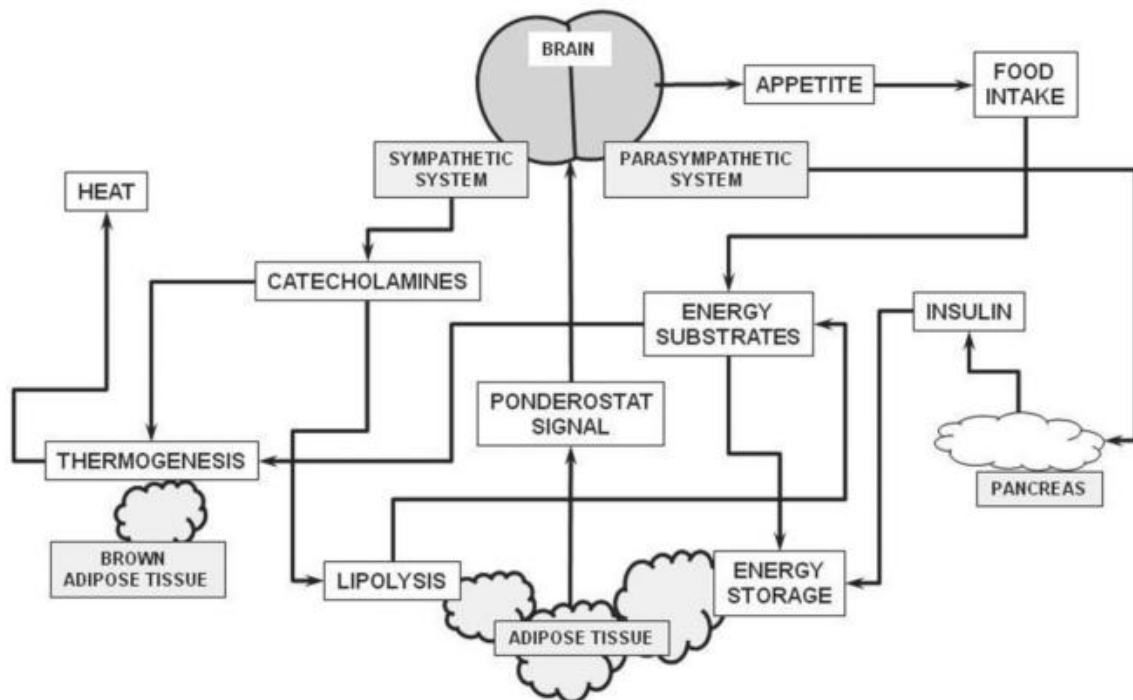 BRAIN
APPETITE
FOOD
INTAKE
SYMPATHETIC
SYSTEM
PARASYMPATHETIC
SYSTEM
HEAT
CATECHOLAMINES
ENERGY
SUBSTRATES
INSULIN
PONDEROSTAT
SIGNAL
THERMOGENESIS
PANCREAS
BROWN
ADIPOSE TISSUE
LIPOLYSIS
ENERGY
STORAGE
ADIPOSE TISSUE